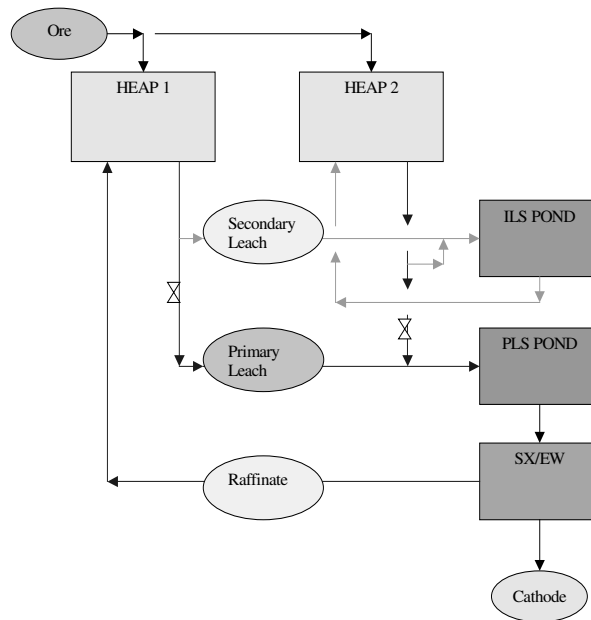 Ore
HEAP 1
HEAP 2
Secondary
Leach
ILS POND
Primary
Leach
PLS POND
Raffinate
SX/EW
Cathode